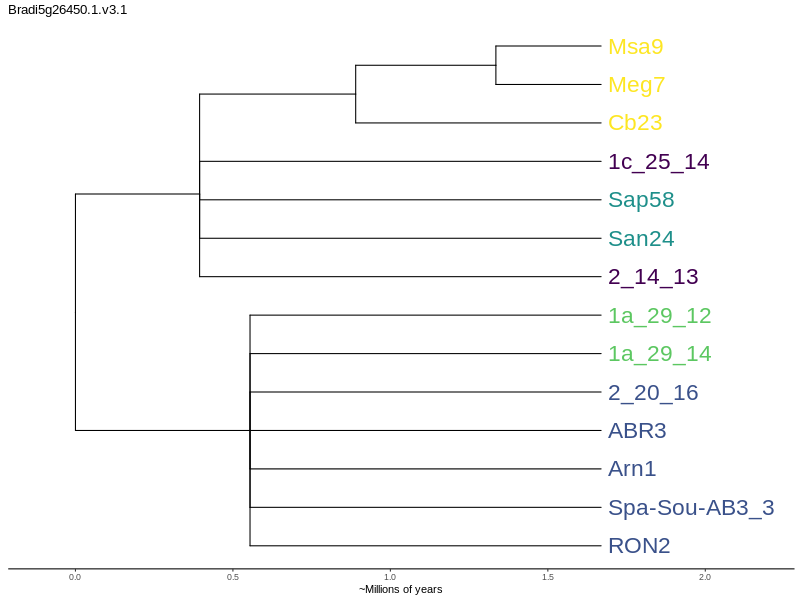 Bradi5g26450.1.v3.1
Msa9
Meg7
Cb23
1c_25_14
Sap58
San24
2_14_13
1a_29_12
1a_29_14
2_20_16
ABR3
Arn1
Spa-Sou-AB3_3
RON2
0.0 0.5 1.0 1.5 2.0
~Millions of years